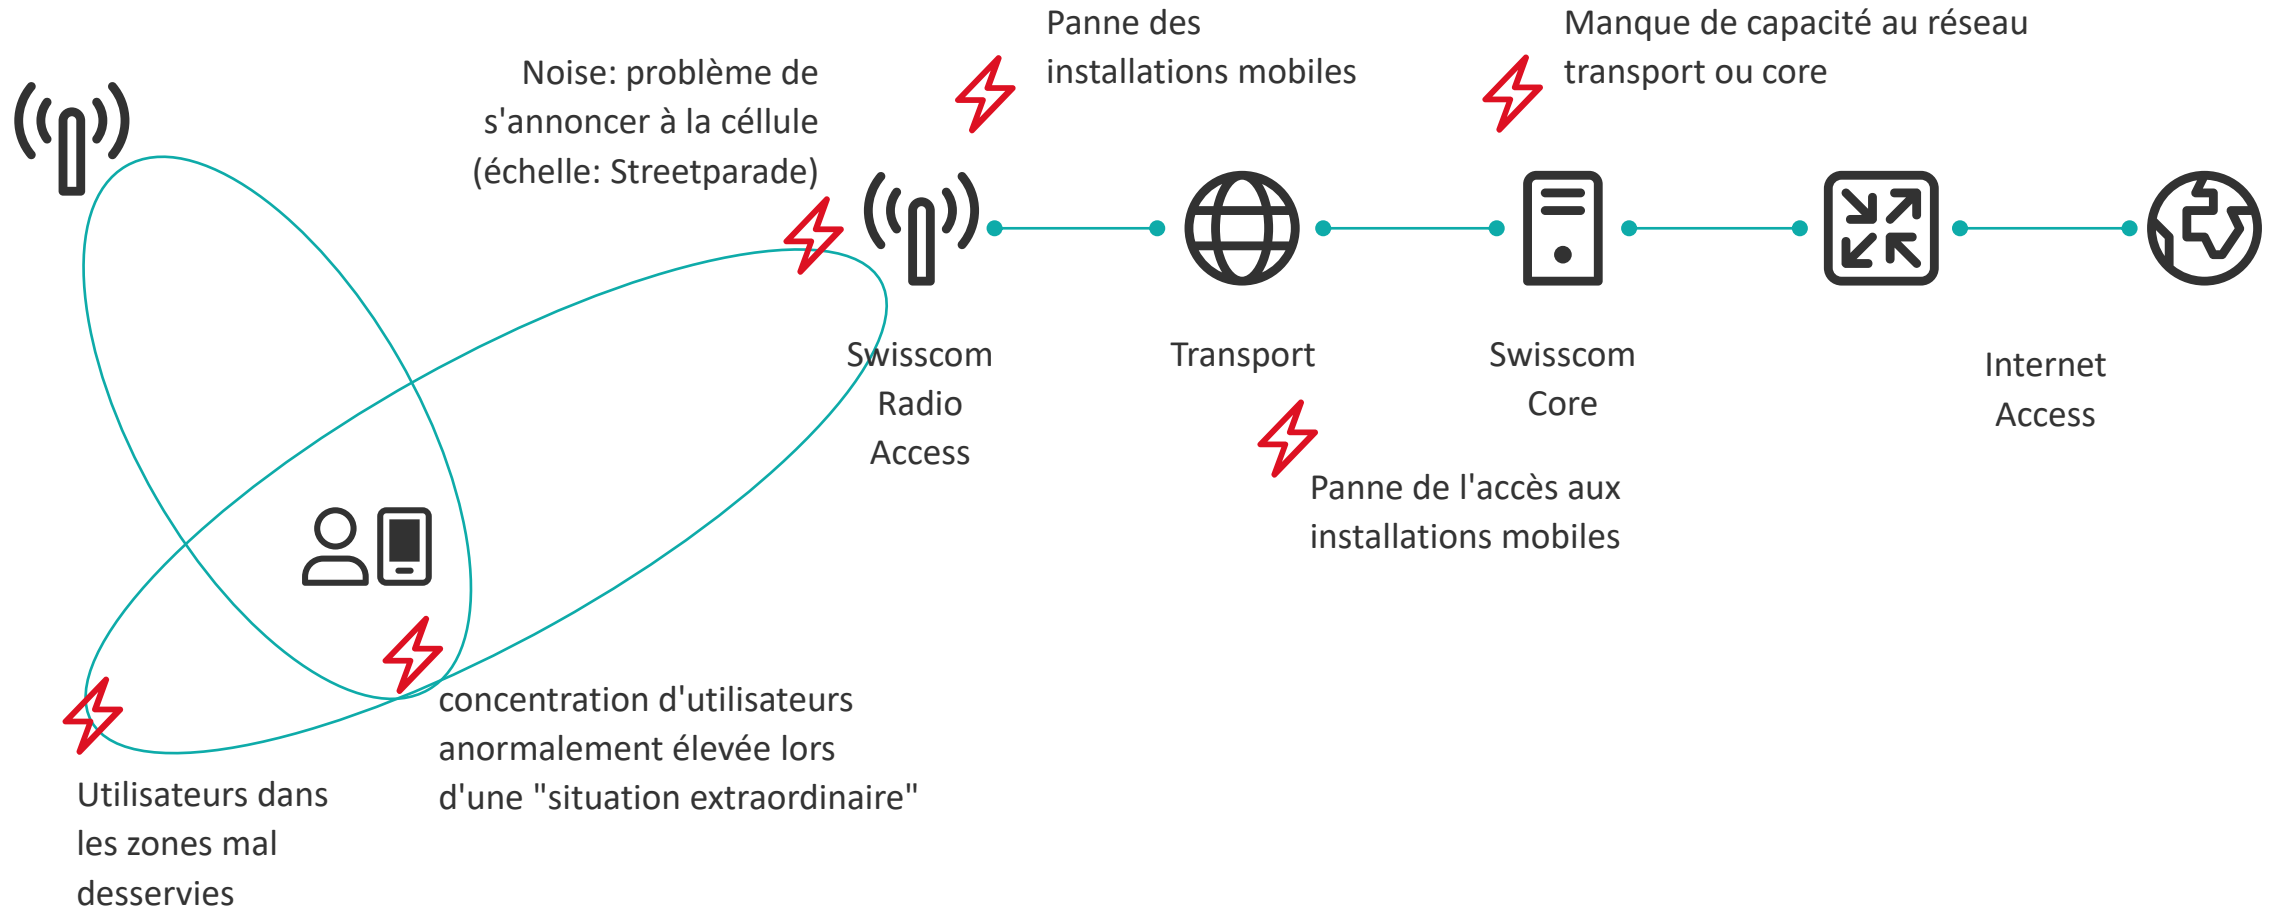 Panne des
installations mobiles
Manque de capacité au réseau
transport ou core
Noise: problème de
s'annoncer à la céllule
(échelle: Streetparade)
Swisscom
Radio
Access
Transport
Swisscom
Core
Internet
Access
Panne de l'accès aux
installations mobiles
concentration d'utilisateurs
anormalement élevée lors
d'une "situation extraordinaire"
Utilisateurs dans
les zones mal
desservies